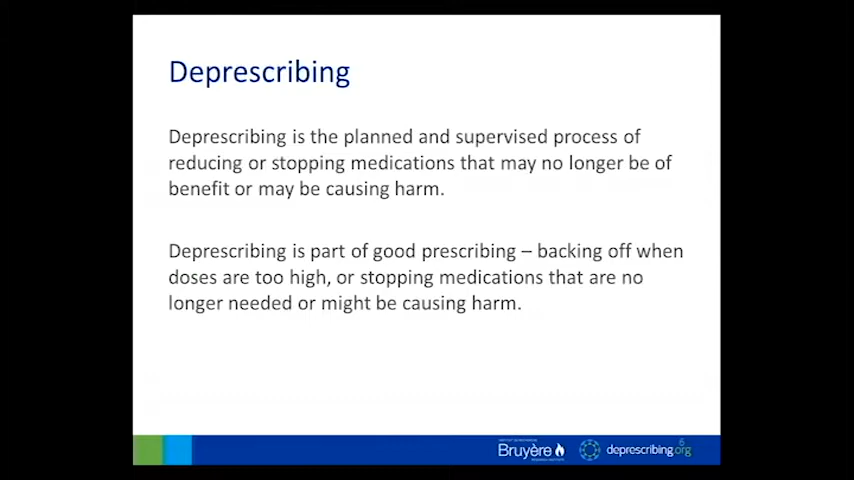 Deprescribing
Deprescribing is the planned and supervised process of
reducing or stopping medications that may no longer be of
benefit or may be causing harm.
Deprescribing is part of good prescribing – backing off when
doses are too high, or stopping medications that are no
longer needed or might be causing harm.
Bruyère
deprescribing.org
6